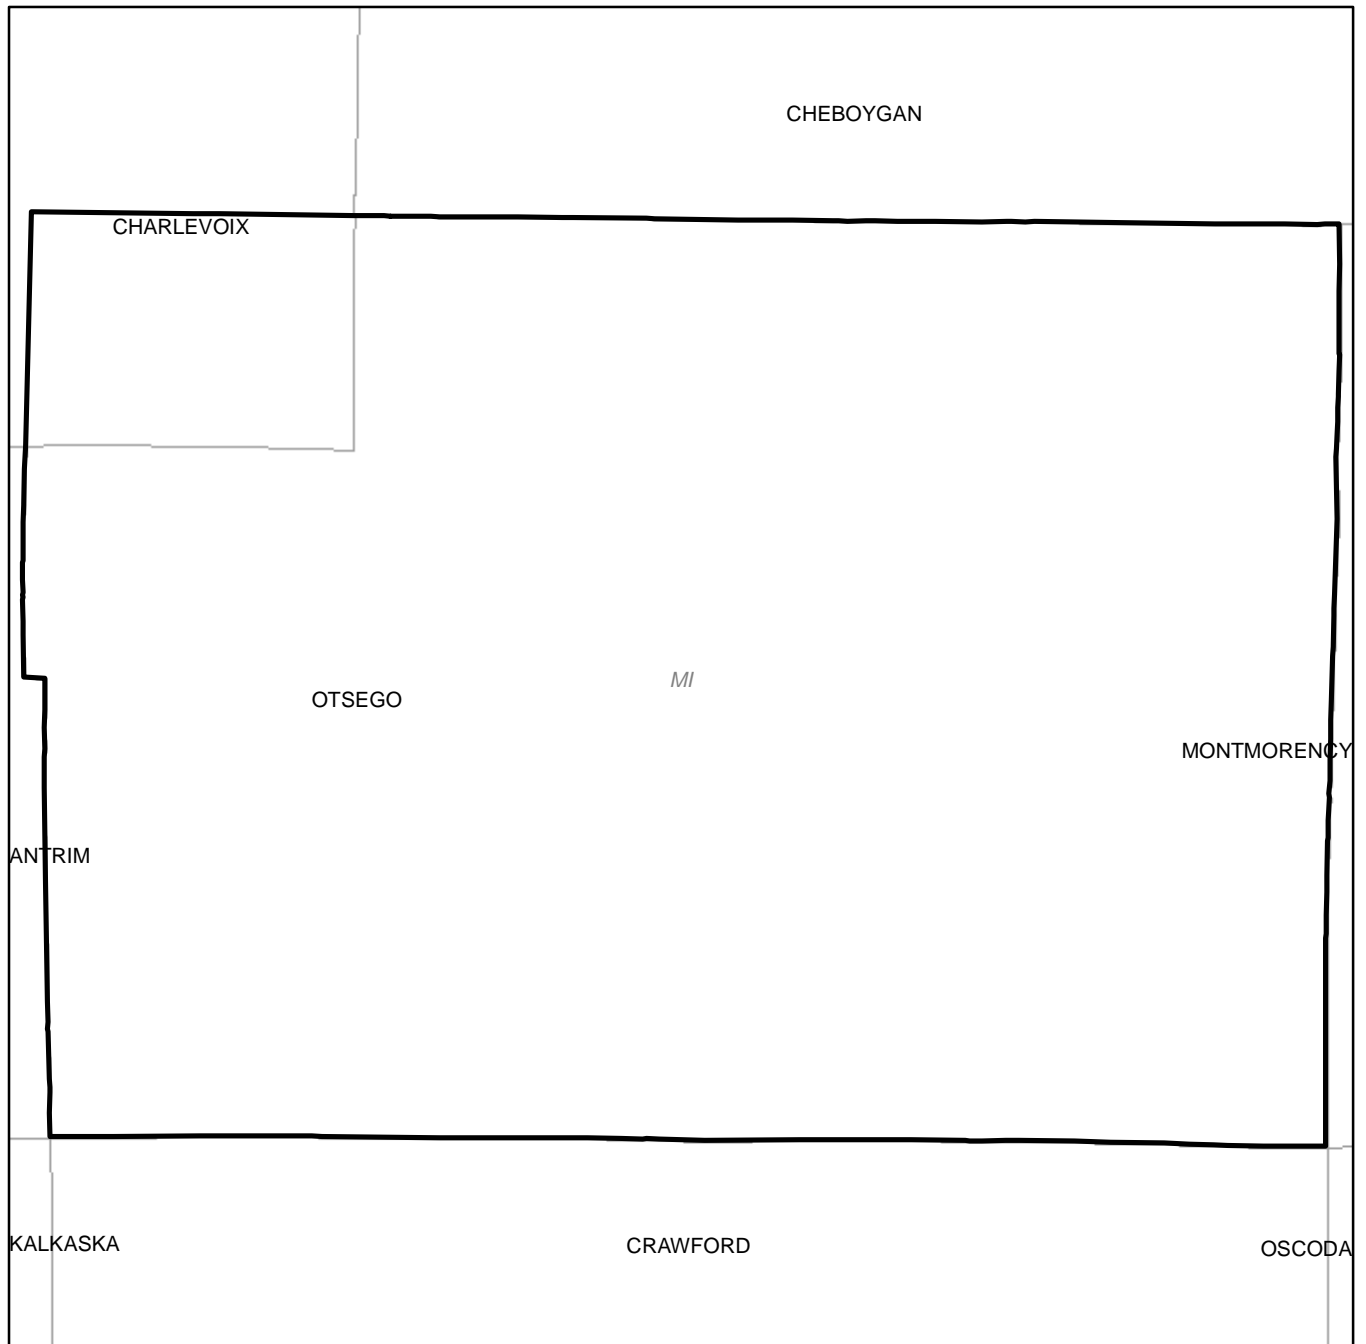 CHEBOYGAN
CHARLEVOIX
MI
OTSEGO
MONTMORENCY
ANTRIM
KALKASKA
CRAWFORD
OSCODA